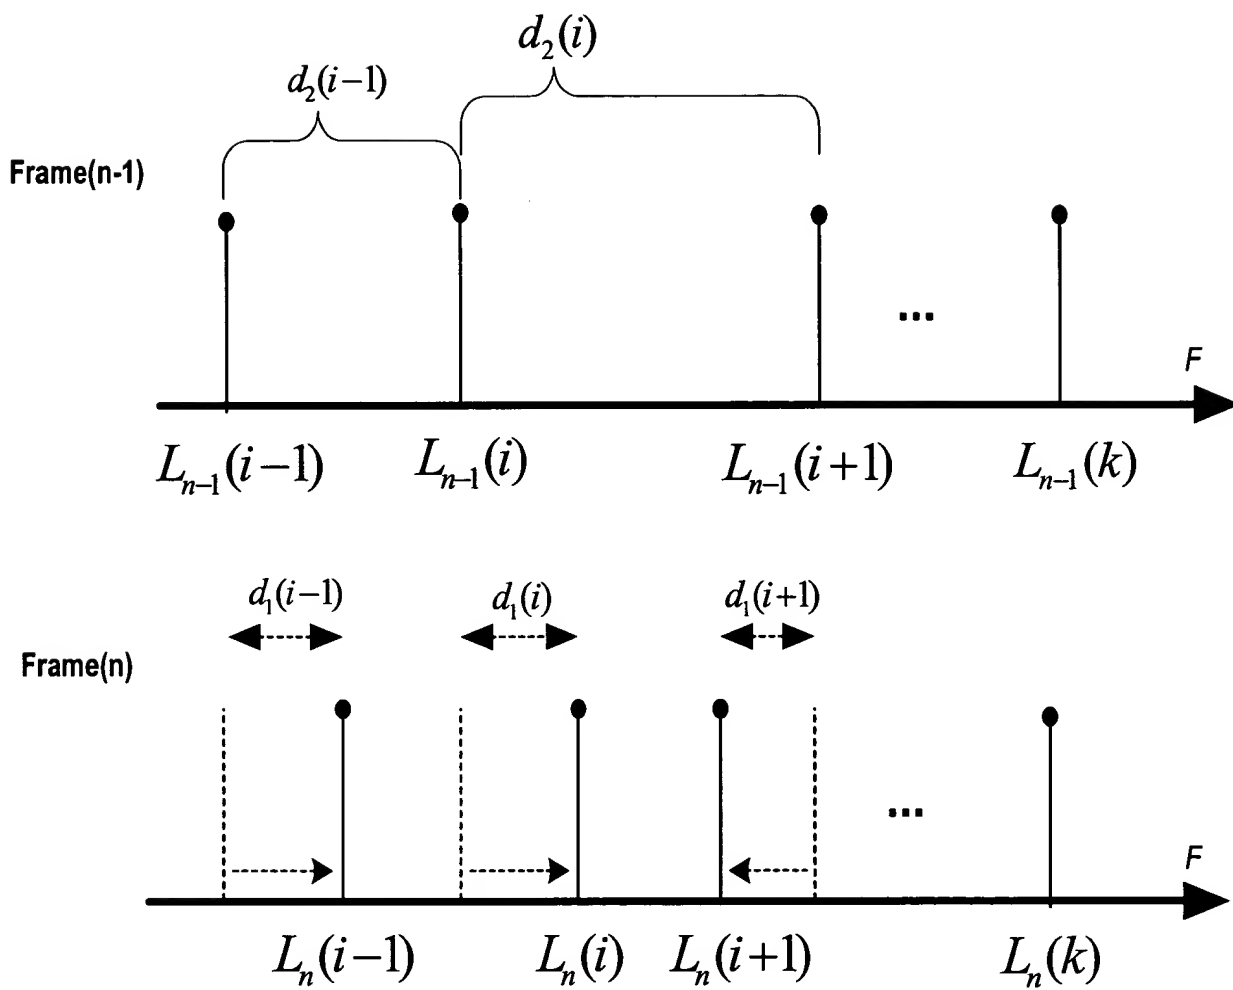 d₂(i)
d₂(i−1)
Frame(n-1)
...
F
Lₙ₋₁(i−1) Lₙ₋₁(i) Lₙ₋₁(i+1) Lₙ₋₁(k)
d₁(i−1) d₁(i) d₁(i+1)
Frame(n)
...
F
Lₙ(i−1) Lₙ(i) Lₙ(i+1) Lₙ(k)